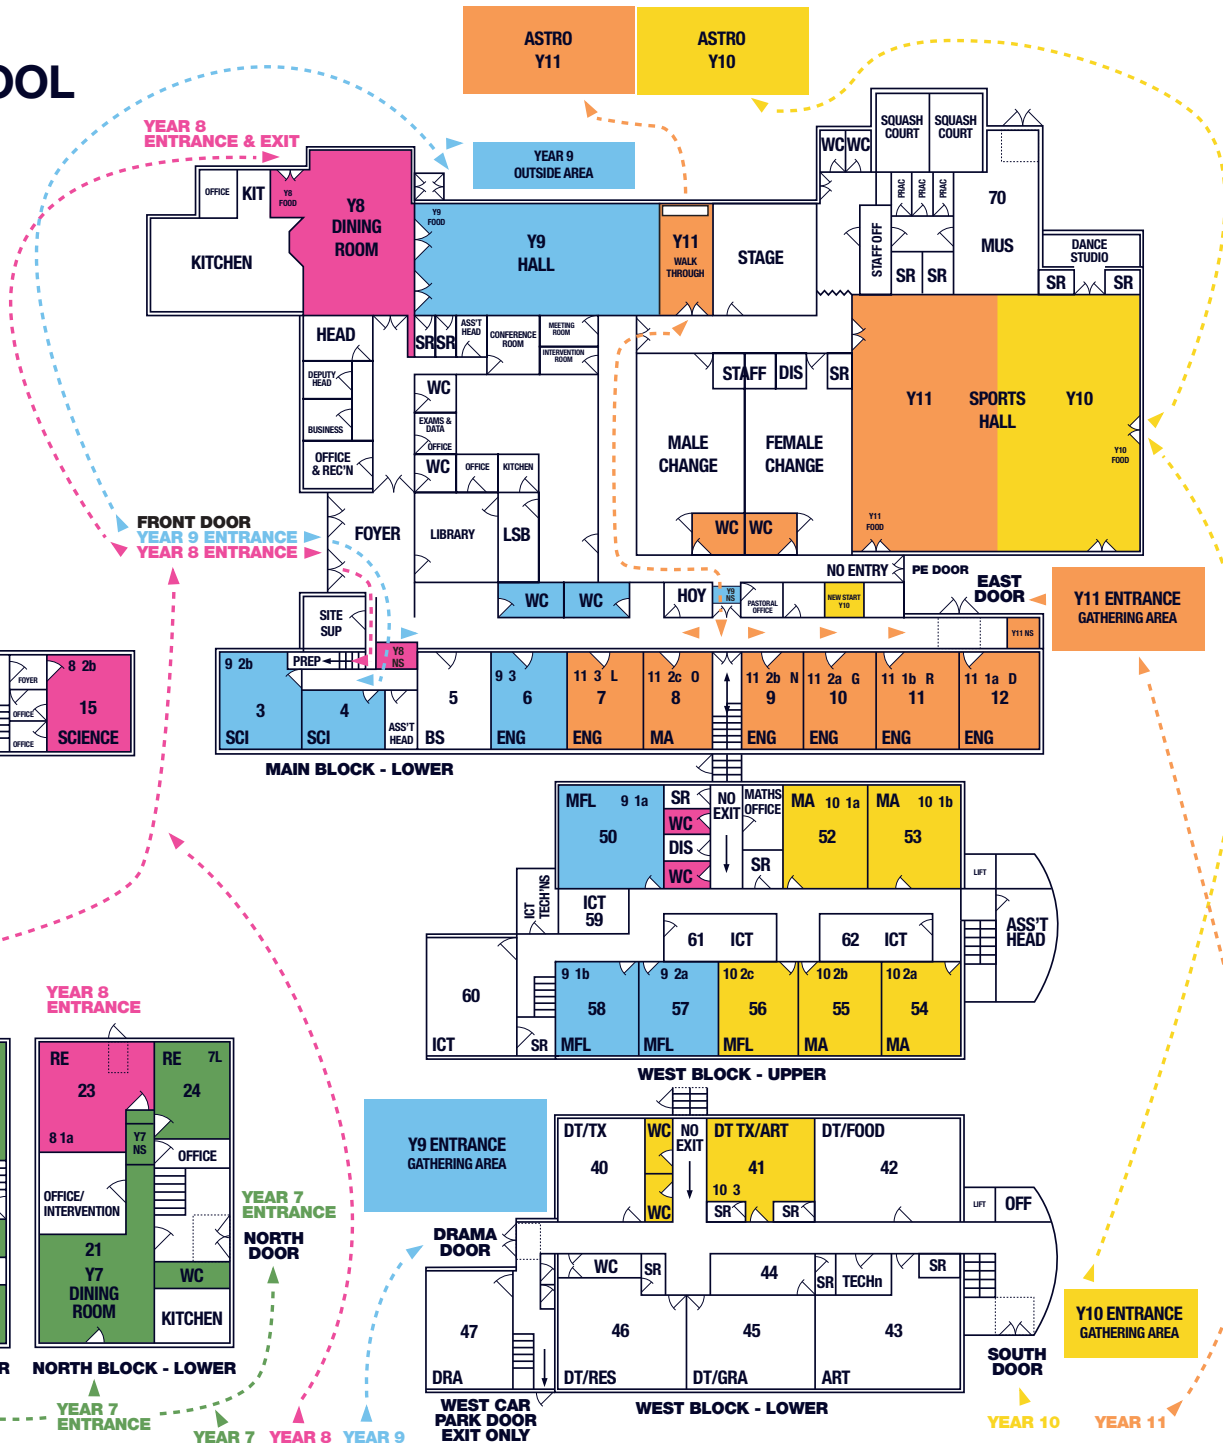 OOL
ASTRO
Y11
ASTRO
Y10
YEAR 8
ENTRANCE & EXIT
YEAR 9
OUTSIDE AREA
SQUASH
COURT
SQUASH
COURT
WC
WC
OFFICE
KIT
Y8
FOOD
Y8
DINING
ROOM
KITCHEN
Y9
FOOD
Y9
HALL
Y11
WALK
THROUGH
STAGE
STAFF OFF
PRAC
PRAC
PRAC
70
MUS
SR
SR
DANCE
STUDIO
SR
SR
HEAD
SR
SR
ASS'T
HEAD
CONFERENCE
ROOM
MEETING
ROOM
INTERVENTION
ROOM
DEPUTY
HEAD
BUSINESS
OFFICE
& REC'N
WC
EXAMS &
DATA
OFFICE
WC
OFFICE
KITCHEN
STAFF
DIS
SR
MALE
CHANGE
FEMALE
CHANGE
WC
WC
Y11
SPORTS
HALL
Y10
Y10
FOOD
Y11
FOOD
FRONT DOOR
YEAR 9 ENTRANCE
YEAR 8 ENTRANCE
FOYER
LIBRARY
LSB
WC
WC
HOY
Y9
NS
PASTORAL
OFFICE
NEW START
Y10
NO ENTRY
PE DOOR
EAST
DOOR
Y11 ENTRANCE
GATHERING AREA
SITE
SUP
PREP
Y8
NS
Y11 NS
FOYER
OFFICE
OFFICE
8 2b
15
SCIENCE
9 2b
3
SCI
4
SCI
ASS'T
HEAD
5
BS
9 3
6
ENG
11 3 L
7
ENG
11 2c O
8
MA
11 2b N
9
ENG
11 2a G
10
ENG
11 1b R
11
ENG
11 1a D
12
ENG
MAIN BLOCK - LOWER
MFL 9 1a
50
SR
WC
DIS
WC
NO
EXIT
MATHS
OFFICE
SR
MA 10 1a
52
MA 10 1b
53
LIFT
ASS'T
HEAD
ICT
TECH'NS
ICT
59
61 ICT
62 ICT
60
ICT
SR
9 1b
58
MFL
9 2a
57
MFL
10 2c
56
MFL
10 2b
55
MA
10 2a
54
MA
WEST BLOCK - UPPER
YEAR 8
ENTRANCE
RE
23
8 1a
RE 7L
24
Y7
NS
OFFICE
OFFICE/
INTERVENTION
21
Y7
DINING
ROOM
WC
KITCHEN
YEAR 7
ENTRANCE
NORTH
DOOR
R
NORTH BLOCK - LOWER
YEAR 7
ENTRANCE
YEAR 7
YEAR 8
YEAR 9
Y9 ENTRANCE
GATHERING AREA
DRAMA
DOOR
DT/TX
40
WC
WC
NO
EXIT
DT TX/ART
41
10 3
SR
SR
DT/FOOD
42
LIFT
OFF
WC
SR
44
SR
TECHn
SR
47
DRA
46
DT/RES
45
DT/GRA
43
ART
WEST CAR
PARK DOOR
EXIT ONLY
WEST BLOCK - LOWER
SOUTH
DOOR
Y10 ENTRANCE
GATHERING AREA
YEAR 10
YEAR 11